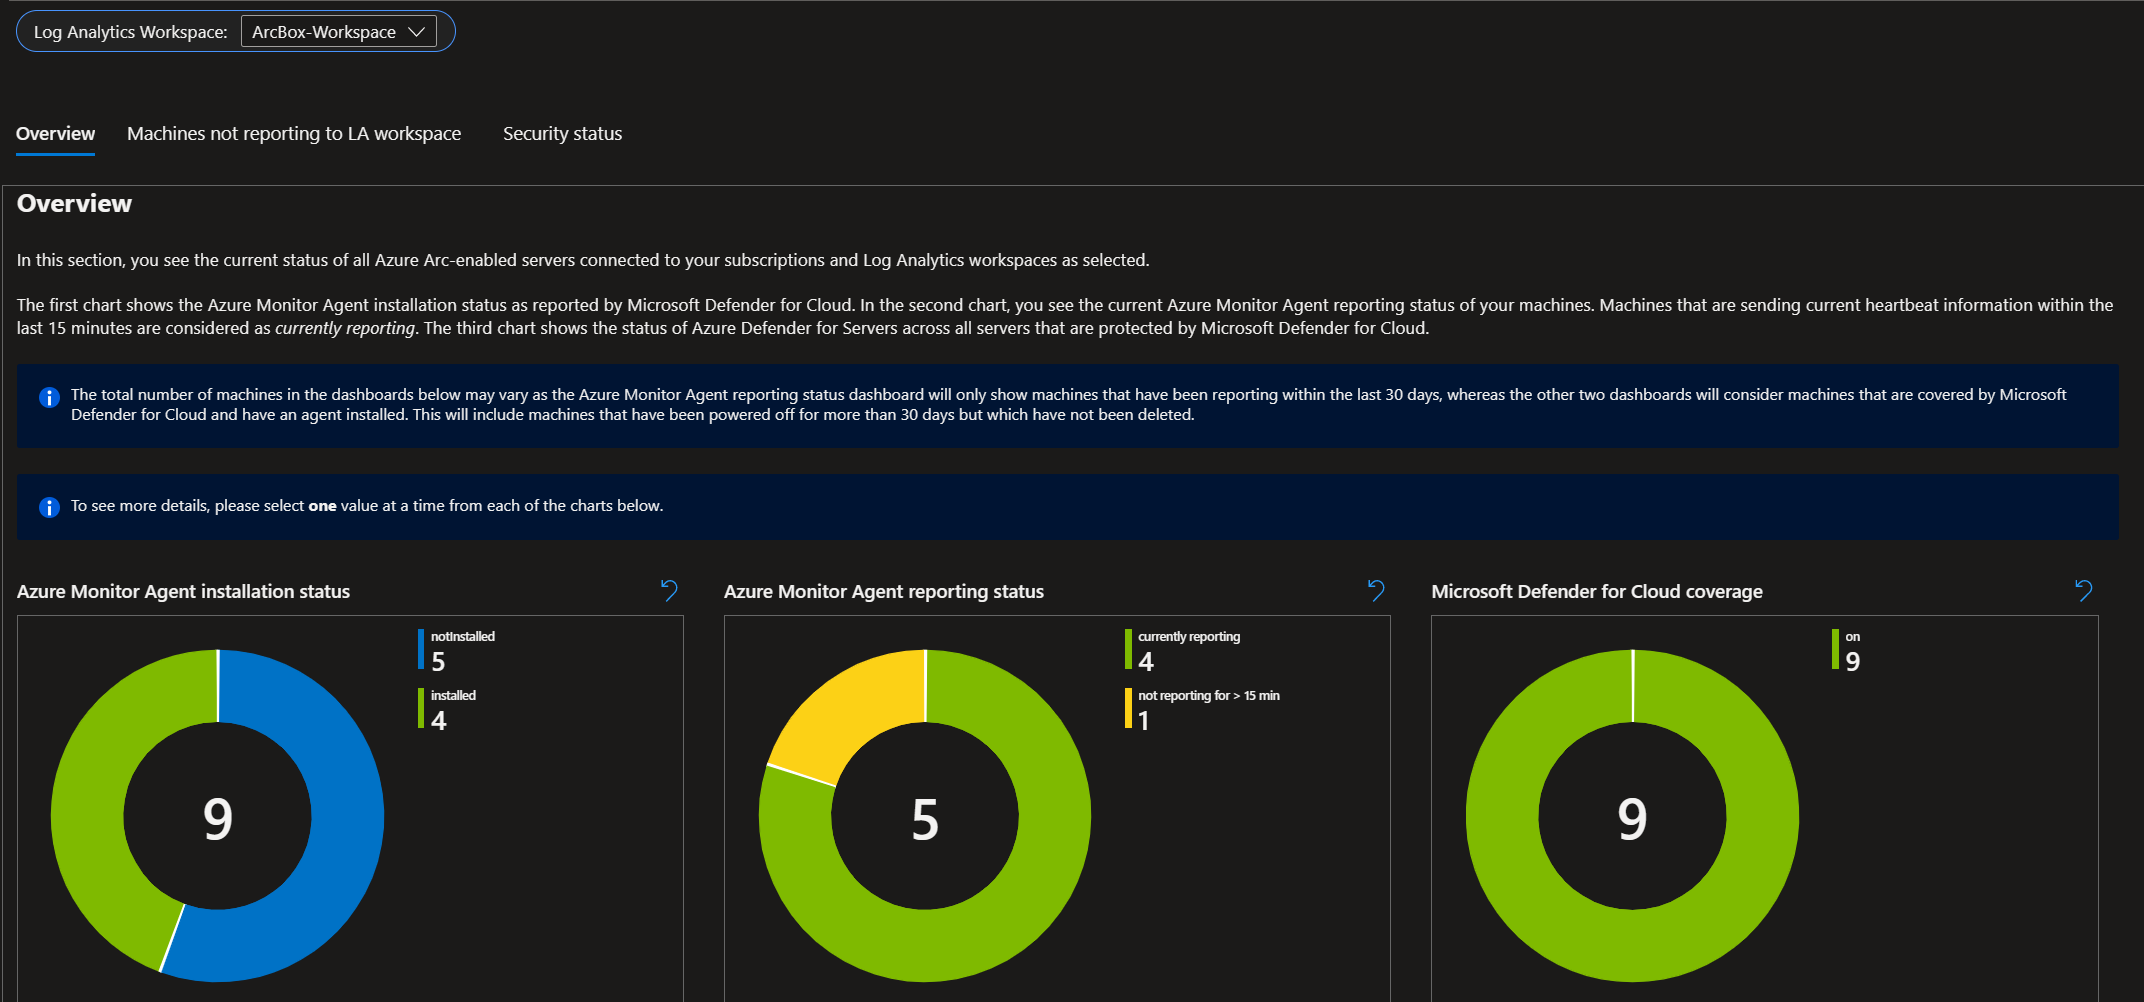 Log Analytics Workspace: ArcBox-Workspace
Overview Machines not reporting to LA workspace Security status
Overview
In this section, you see the current status of all Azure Arc-enabled servers connected to your subscriptions and Log Analytics workspaces as selected.
The first chart shows the Azure Monitor Agent installation status as reported by Microsoft Defender for Cloud. In the second chart, you see the current Azure Monitor Agent reporting status of your machines. Machines that are sending current heartbeat information within the
last 15 minutes are considered as currently reporting. The third chart shows the status of Azure Defender for Servers across all servers that are protected by Microsoft Defender for Cloud.
The total number of machines in the dashboards below may vary as the Azure Monitor Agent reporting status dashboard will only show machines that have been reporting within the last 30 days, whereas the other two dashboards will consider machines that are covered by Microsoft
Defender for Cloud and have an agent installed. This will include machines that have been powered off for more than 30 days but which have not been deleted.
To see more details, please select one value at a time from each of the charts below.
Azure Monitor Agent installation status
notInstalled
5
installed
4
9
Azure Monitor Agent reporting status
currently reporting
4
not reporting for > 15 min
1
5
Microsoft Defender for Cloud coverage
on
9
9